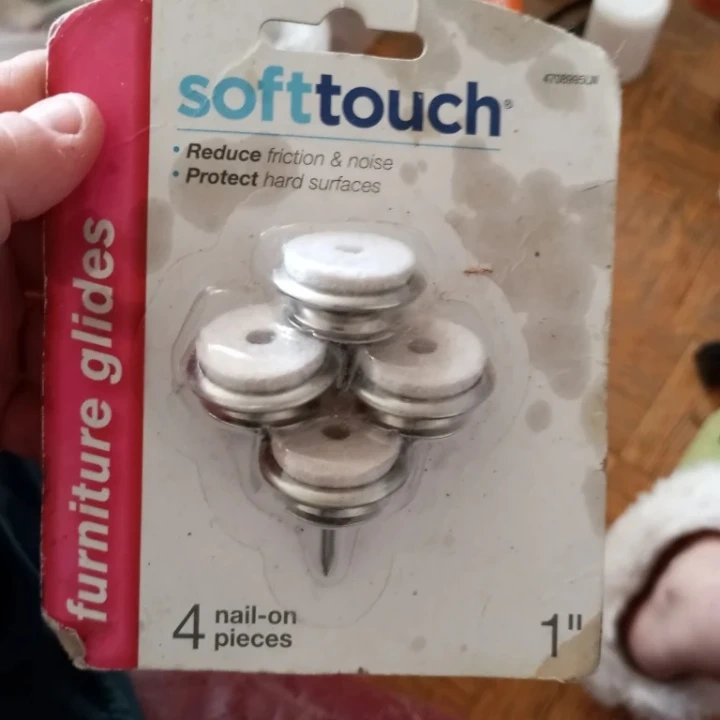 softtouch®
• Reduce friction & noise
• Protect hard surfaces
furniture glides
4 nail-on
pieces
1"